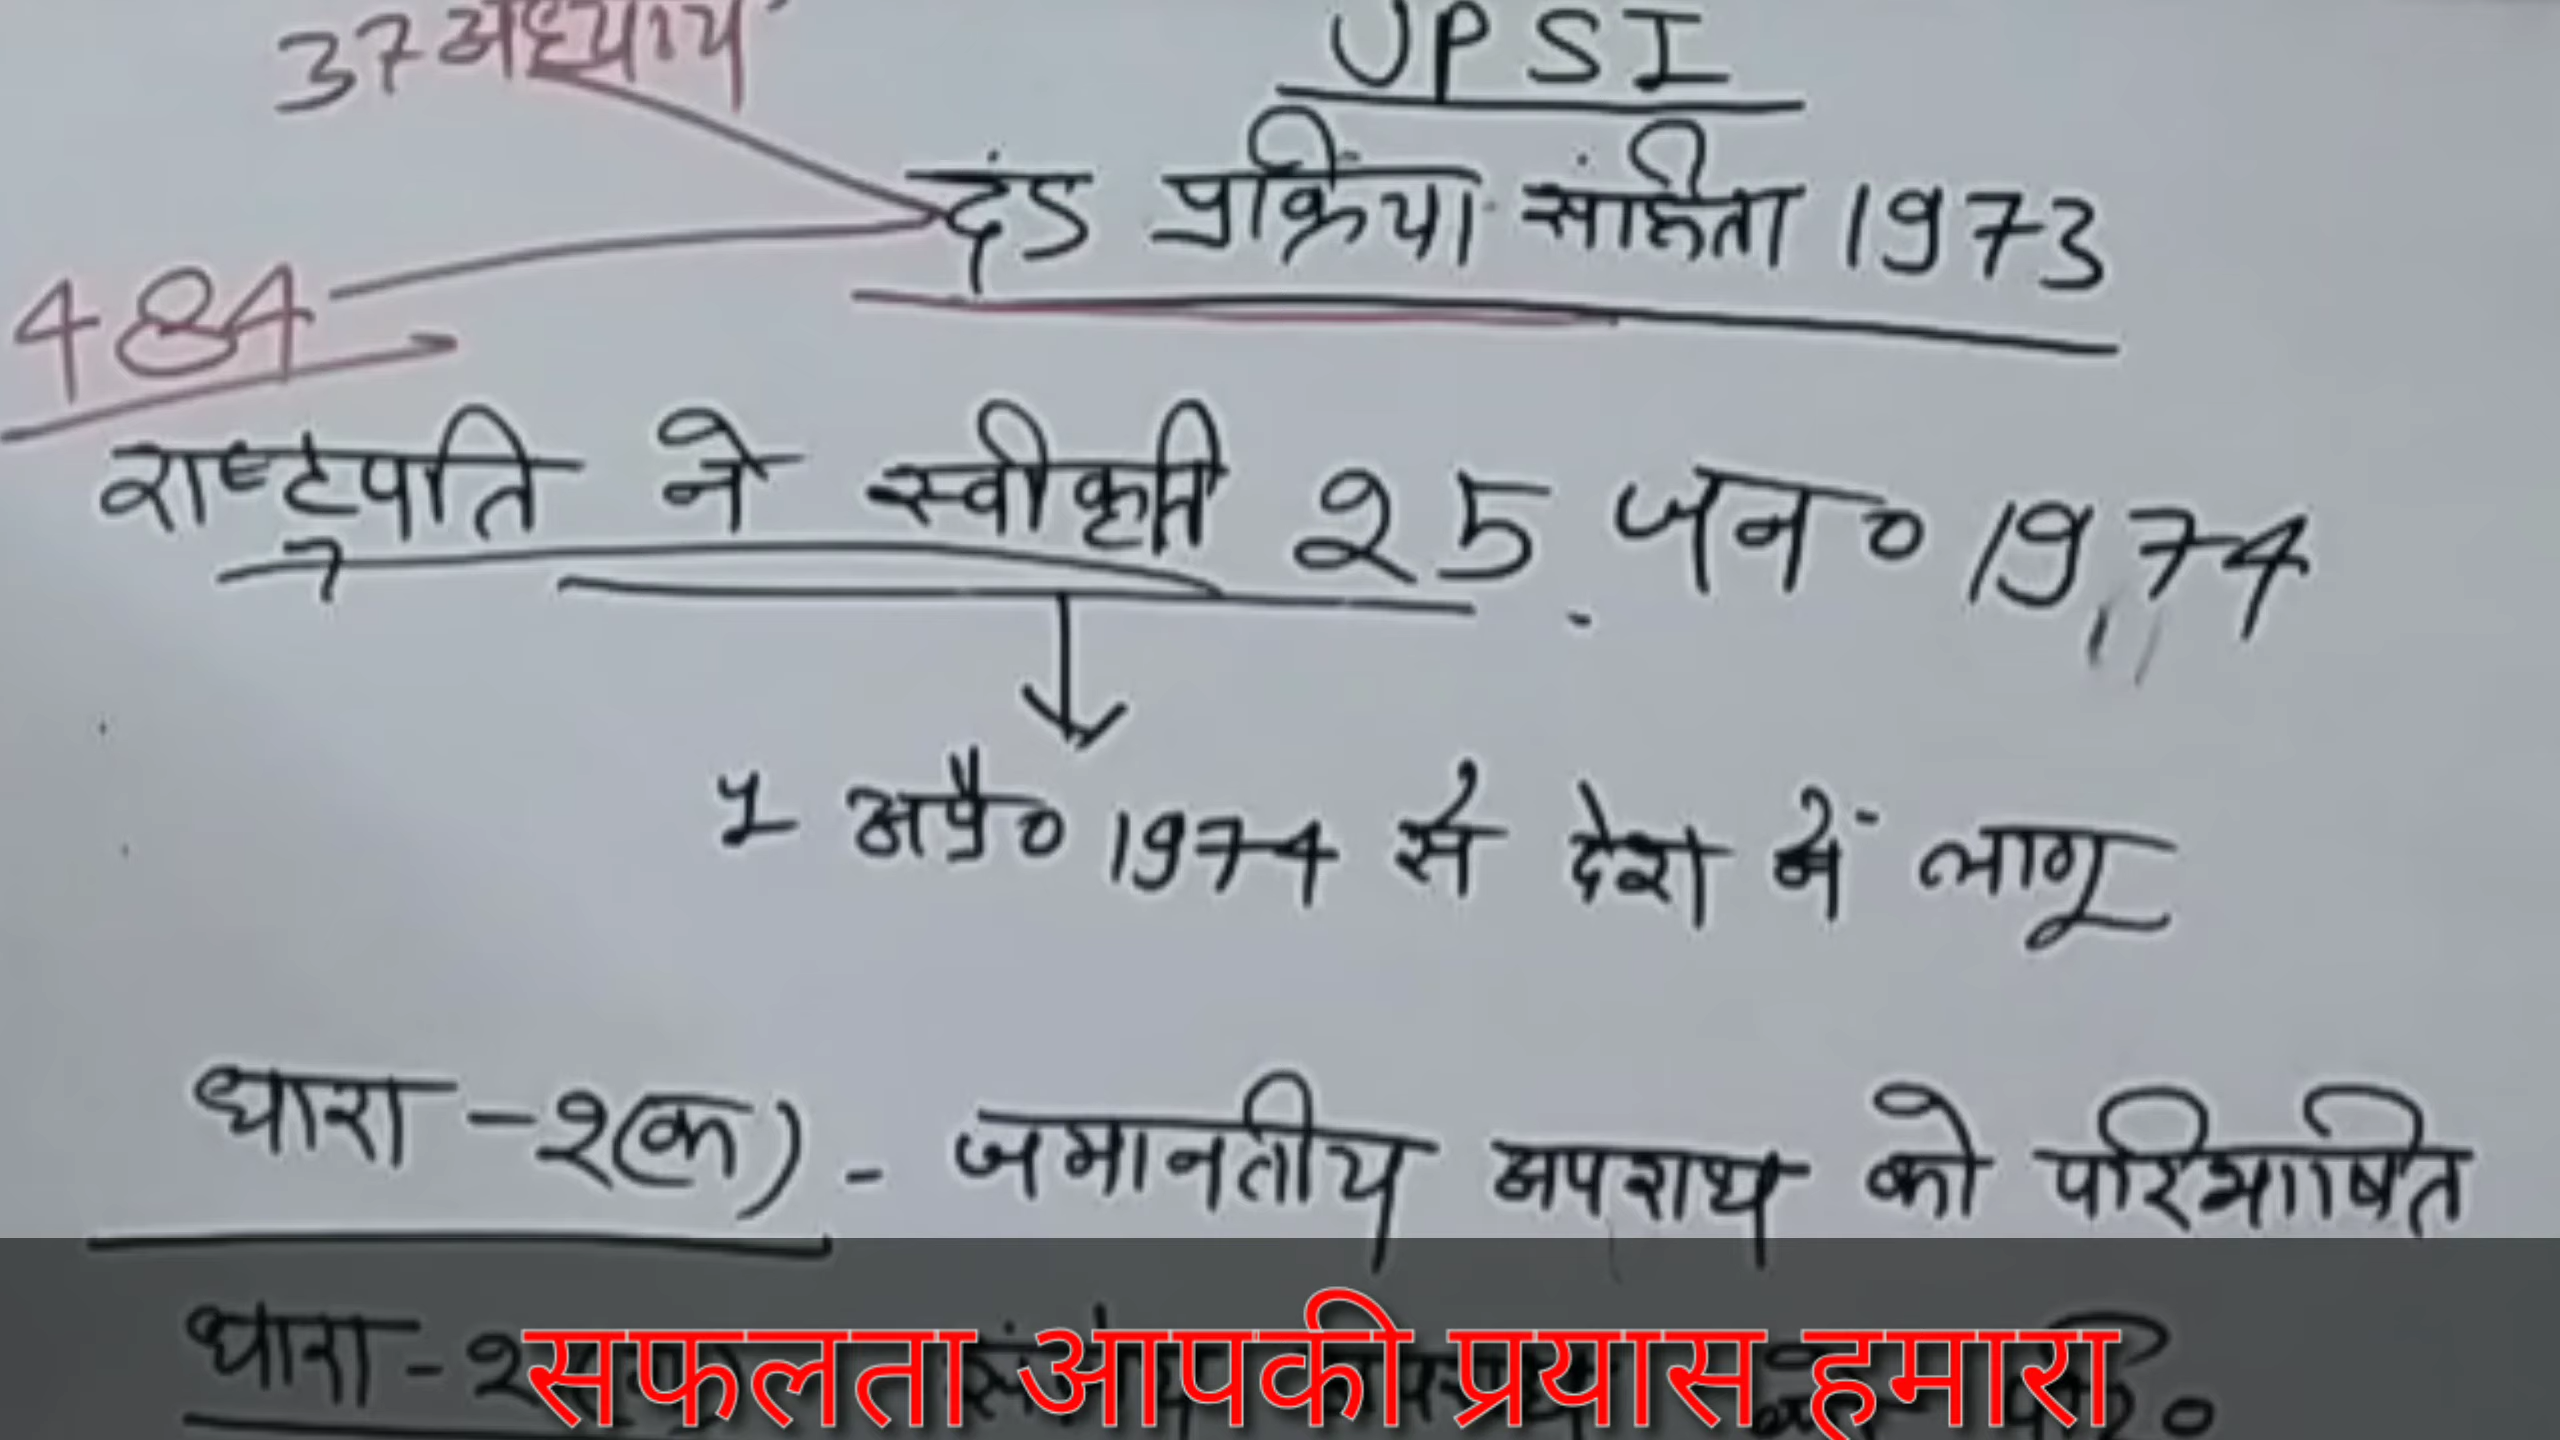 37 अध्याय
UPSI
दंड प्रक्रिया संहिता 1973
484
राष्ट्रपति ने स्वीकृति 25 जन० 1974
1 अप्रै० 1974 से देश में लागू
धारा - 2(क) - जमानतीय अपराध को परिभाषित
धारा - 2
सफलता आपकी प्रयास हमारा